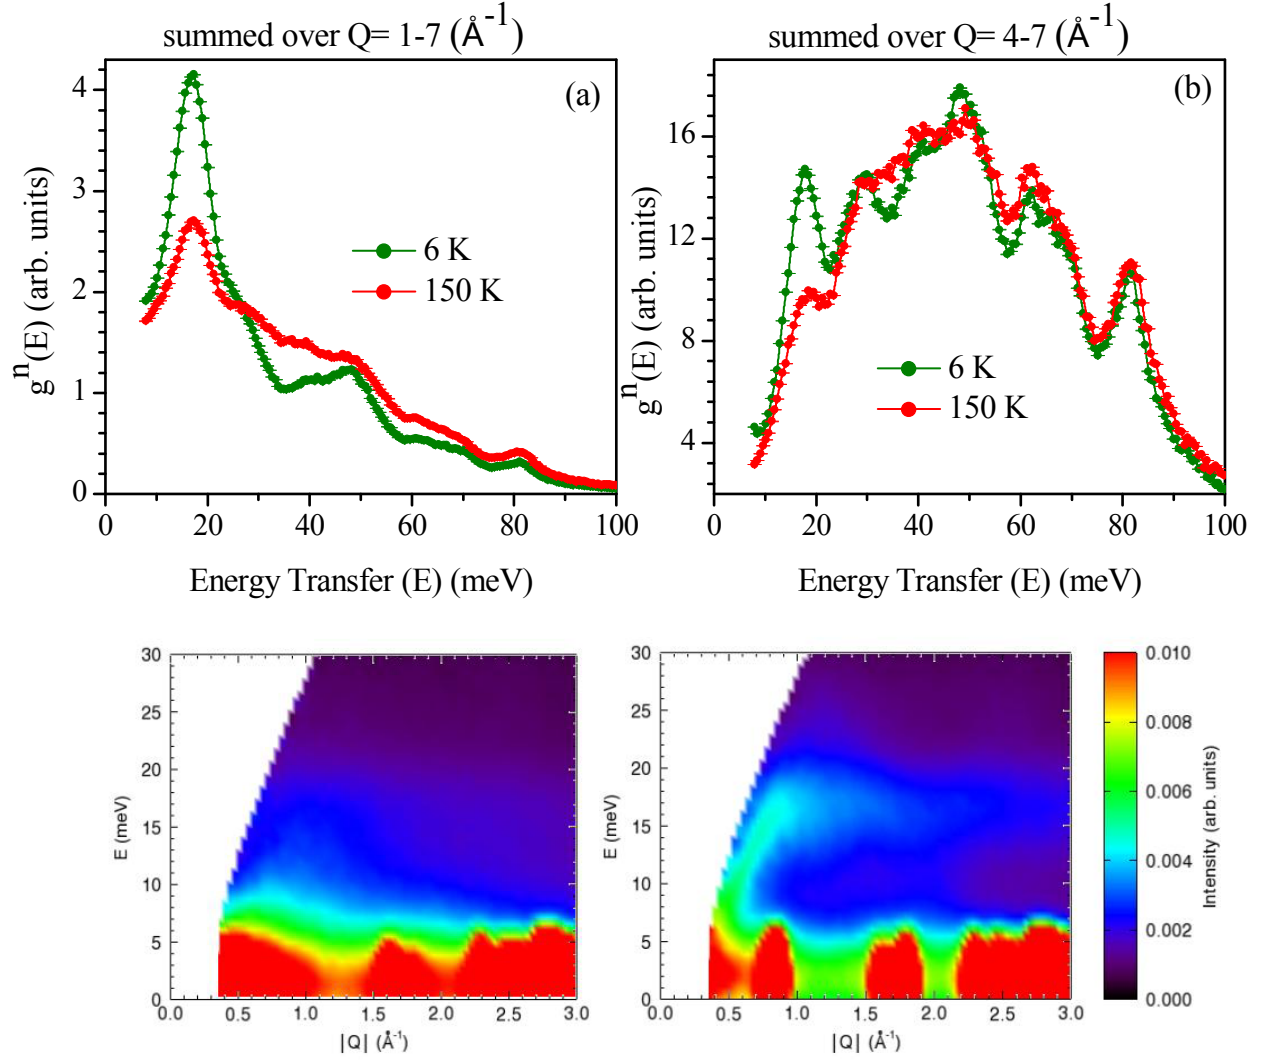 summed over Q= 1-7 (Å⁻¹)
summed over Q= 4-7 (Å⁻¹)
(a)
4
3
2
1
0
gⁿ(E) (arb. units)
6 K
150 K
0 20 40 60 80 100
Energy Transfer (E) (meV)
(b)
16
12
8
4
gⁿ(E) (arb. units)
6 K
150 K
0 20 40 60 80 100
Energy Transfer (E) (meV)
30
25
20
15
10
5
0
E (meV)
0.0 0.5 1.0 1.5 2.0 2.5 3.0
|Q| (Å⁻¹)
30
25
20
15
10
5
0
E (meV)
0.0 0.5 1.0 1.5 2.0 2.5 3.0
|Q| (Å⁻¹)
0.010
0.008
0.006
0.004
0.002
0.000
Intensity (arb. units)